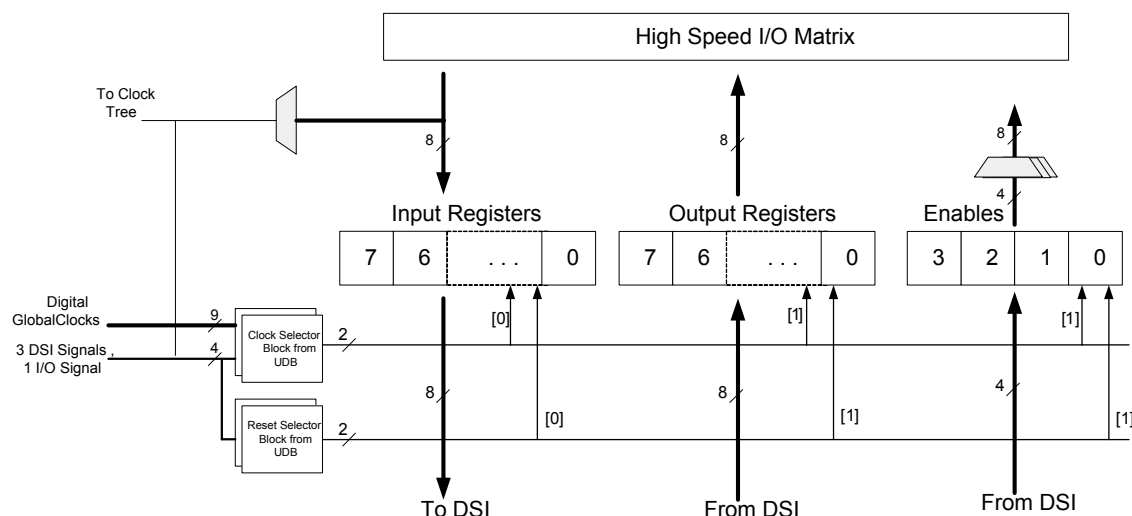 High Speed I/O Matrix
To Clock
Tree
8
8
8
4
Input Registers
Output Registers
Enables
7 6 . . . 0
7 6 . . . 0
3 2 1 0
Digital
GlobalClocks
9
[0]
[1]
[1]
3 DSI Signals ,
1 I/O Signal
4
Clock Selector
Block from
UDB
2
8
8
4
Reset Selector
Block from
UDB
2
[0]
[1]
[1]
To DSI
From DSI
From DSI